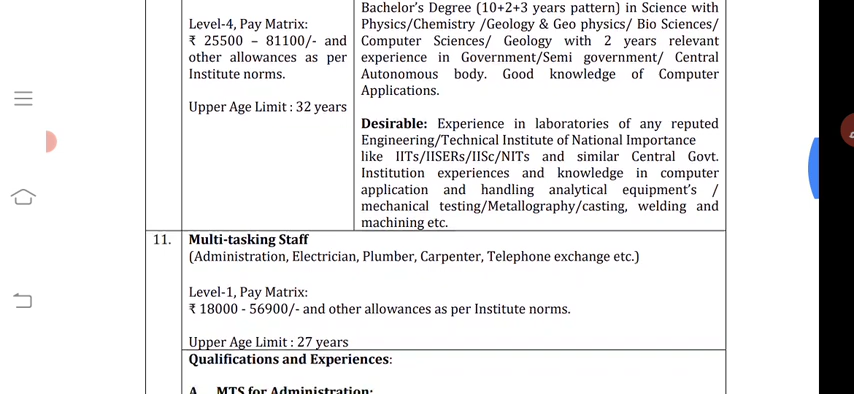 Level-4, Pay Matrix:
₹ 25500 – 81100/- and
other allowances as per
Institute norms.
Upper Age Limit : 32 years
Bachelor's Degree (10+2+3 years pattern) in Science with
Physics/Chemistry /Geology & Geo physics/ Bio Sciences/
Computer Sciences/ Geology with 2 years relevant
experience in Government/Semi government/ Central
Autonomous body. Good knowledge of Computer
Applications.
Desirable: Experience in laboratories of any reputed
Engineering/Technical Institute of National Importance
like IITs/IISERs/IISc/NITs and similar Central Govt.
Institution experiences and knowledge in computer
application and handling analytical equipment's /
mechanical testing/Metallography/casting, welding and
machining etc.
11. Multi-tasking Staff
(Administration, Electrician, Plumber, Carpenter, Telephone exchange etc.)
Level-1, Pay Matrix:
₹ 18000 - 56900/- and other allowances as per Institute norms.
Upper Age Limit : 27 years
Qualifications and Experiences:
A. MTS for Administration: